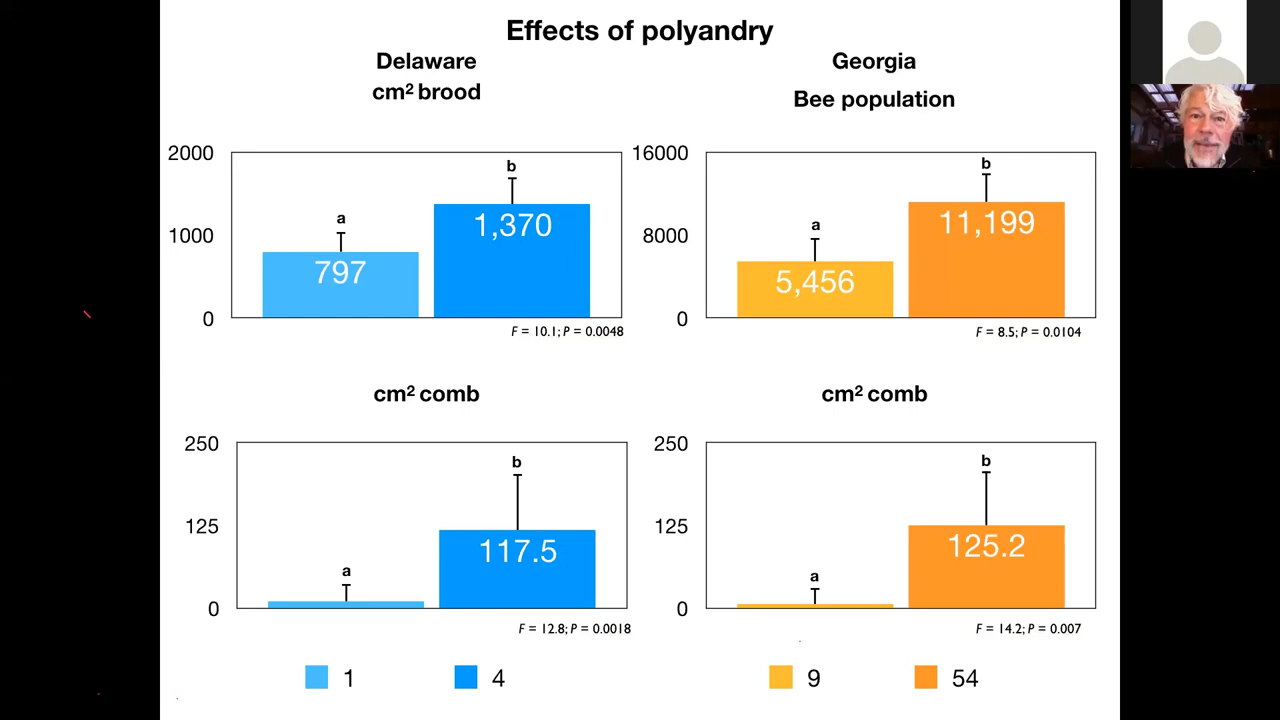 Effects of polyandry
Delaware
cm² brood
2000
1000
0
a
797
b
1,370
F = 10.1; P = 0.0048
Georgia
Bee population
16000
8000
0
a
5,456
b
11,199
F = 8.5; P = 0.0104
cm² comb
250
125
0
a
b
117.5
F = 12.8; P = 0.0018
cm² comb
250
125
0
a
b
125.2
F = 14.2; P = 0.007
1
4
9
54